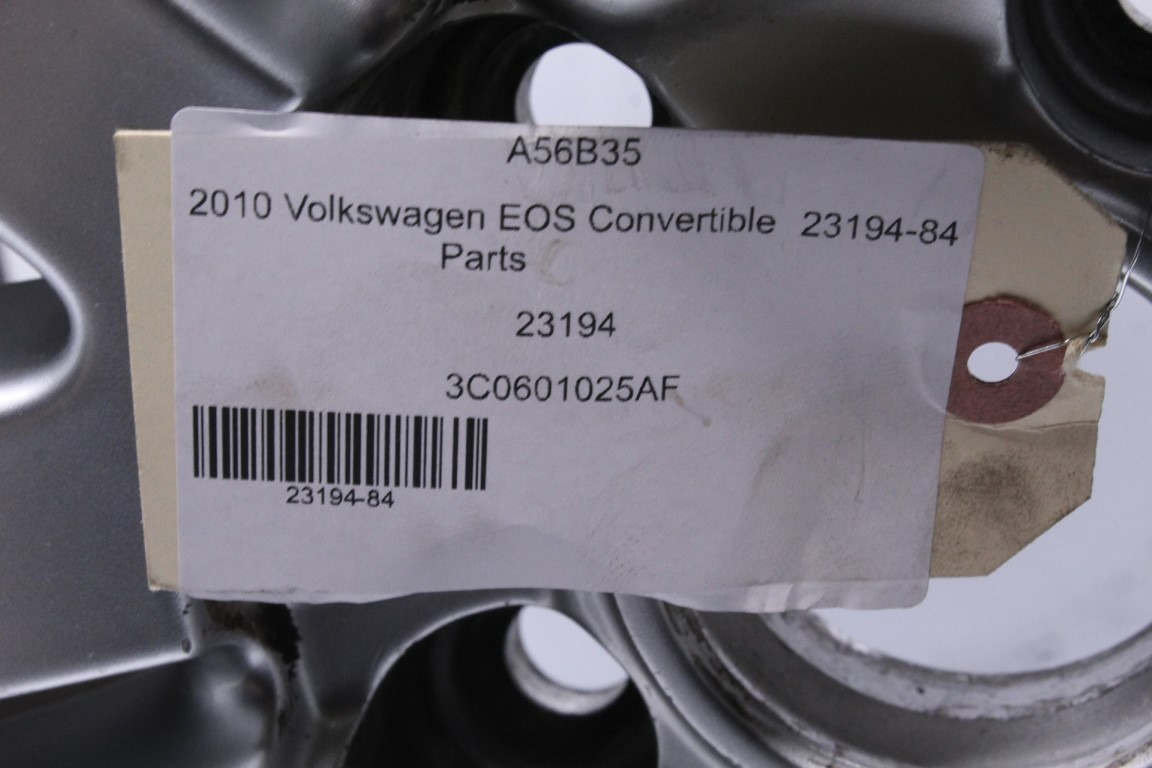 A56B35
2010 Volkswagen EOS Convertible 23194-84
Parts
23194
3C0601025AF
23194-84